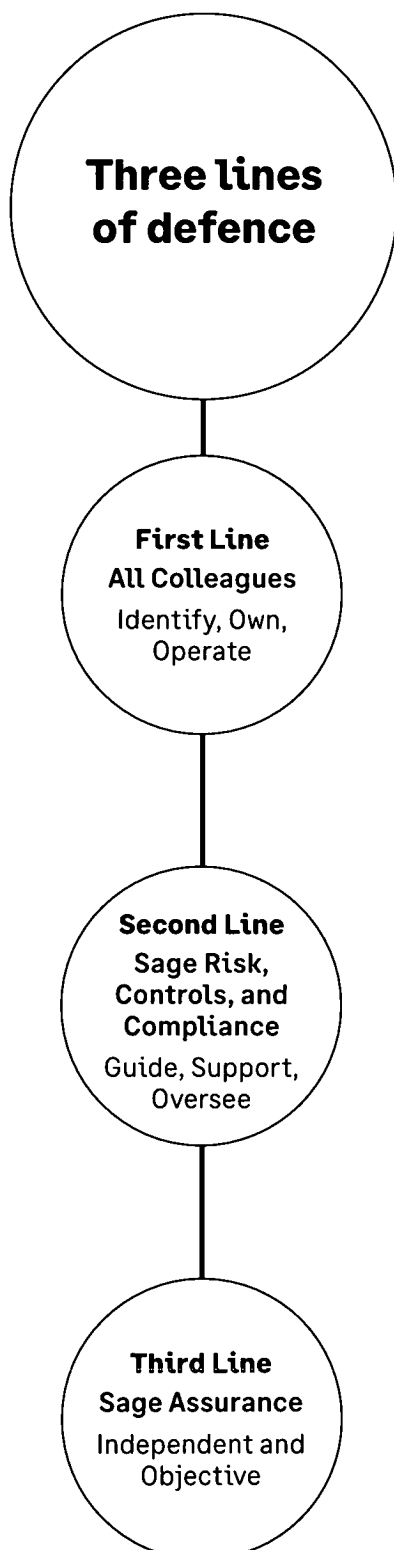 Three lines
of defence
First Line
All Colleagues
Identify, Own,
Operate
Second Line
Sage Risk,
Controls, and
Compliance
Guide, Support,
Oversee
Third Line
Sage Assurance
Independent and
Objective